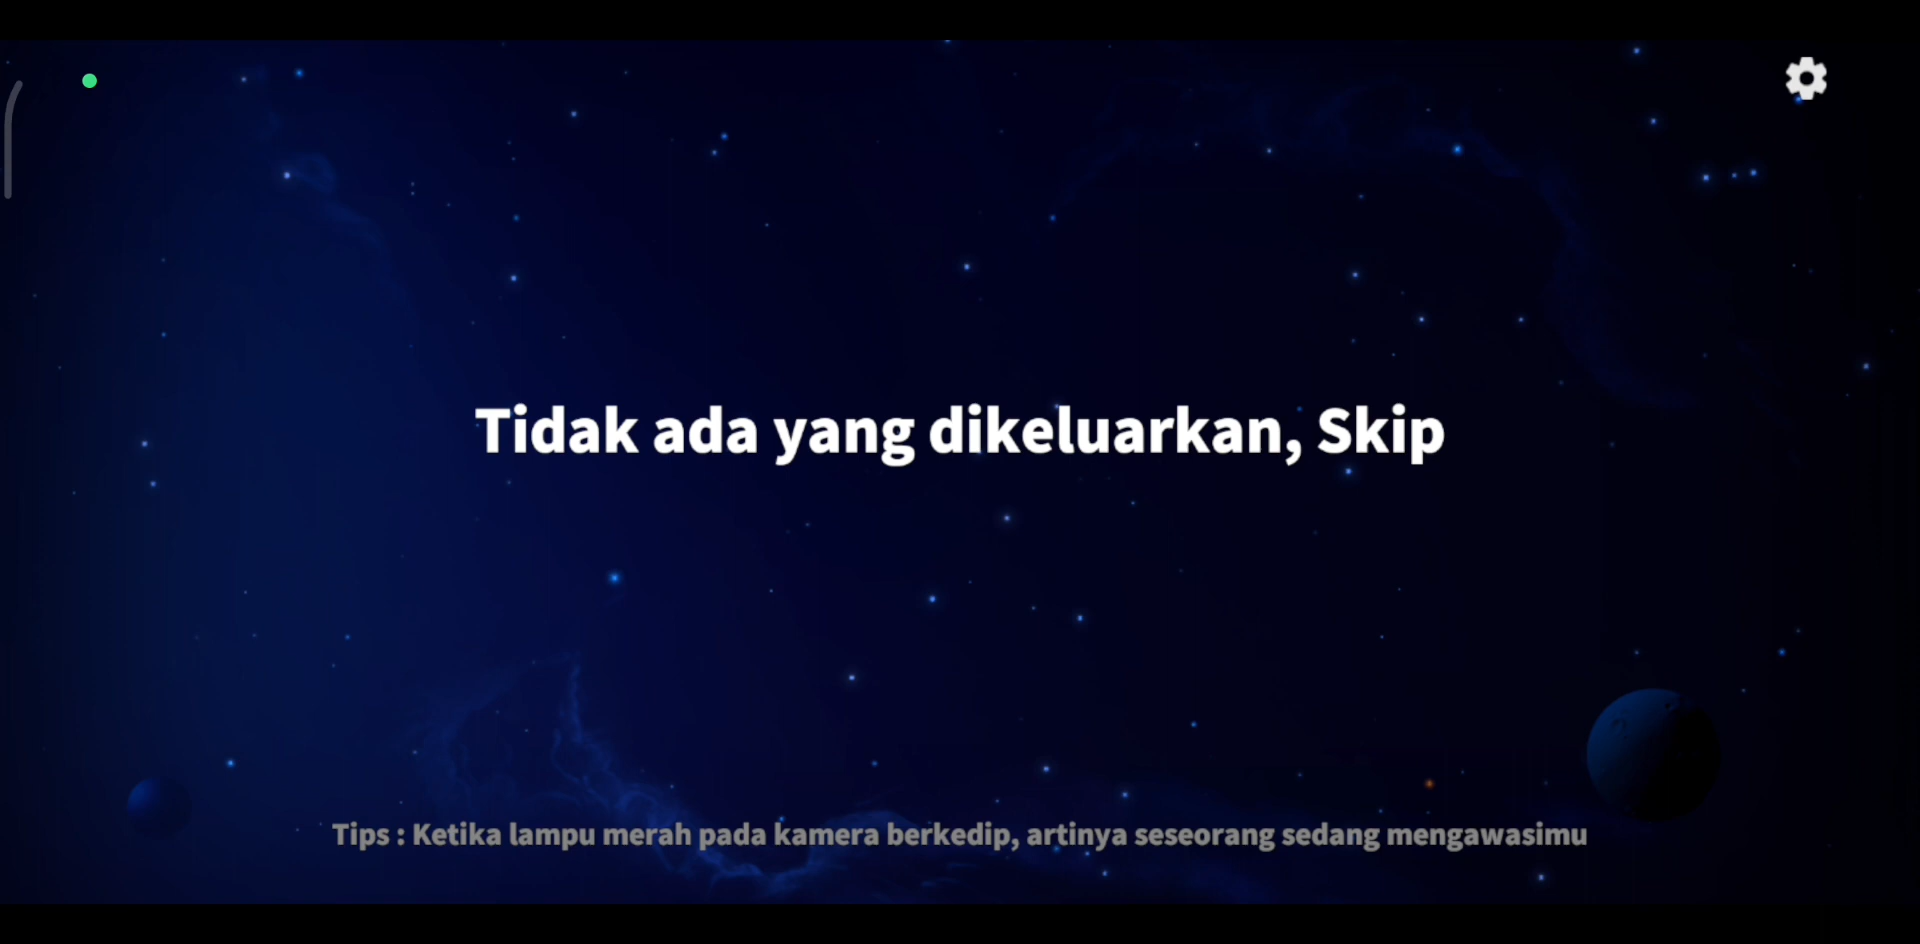 Tidak ada yang dikeluarkan, Skip
Tips : Ketika lampu merah pada kamera berkedip, artinya seseorang sedang mengawasimu